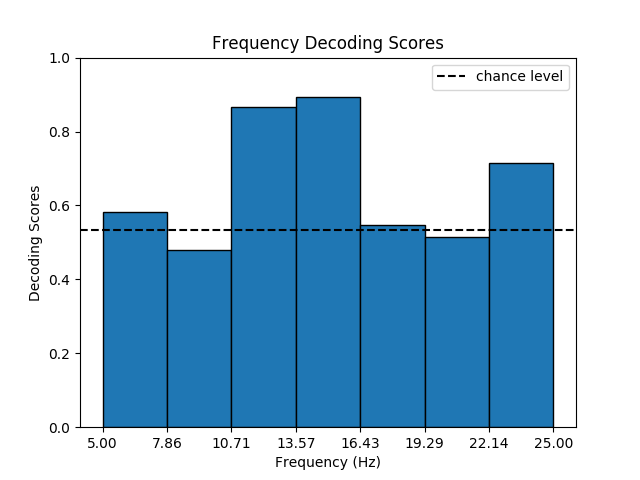 Frequency Decoding Scores
1.0
chance level
0.8
0.6
0.4
0.2
0.0
Decoding Scores
5.00 7.86 10.71 13.57 16.43 19.29 22.14 25.00
Frequency (Hz)